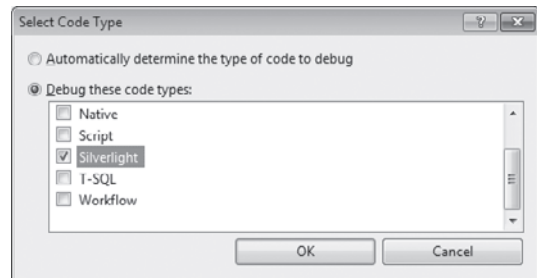 Select Code Type
Automatically determine the type of code to debug
Debug these code types:
Native
Script
Silverlight
T-SQL
Workflow
OK Cancel